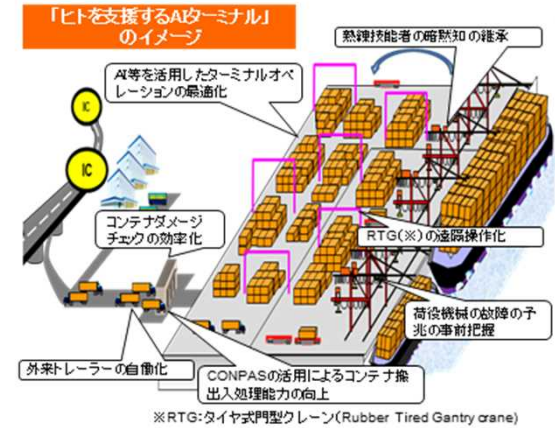 「ヒトを支援するAIターミナル」
のイメージ
熟練技能者の暗黙知の継承
AI等を活用したターミナルオペ
レーションの最適化
IC
IC
コンテナダメージ
チェックの効率化
RTG(※)の遠隔操作化
荷役機械の故障の予
兆の事前把握
外来トレーラーの自働化
CONPASの活用によるコンテナ搬
出入処理能力の向上
※RTG:タイヤ式門型クレーン(Rubber Tired Gantry crane)